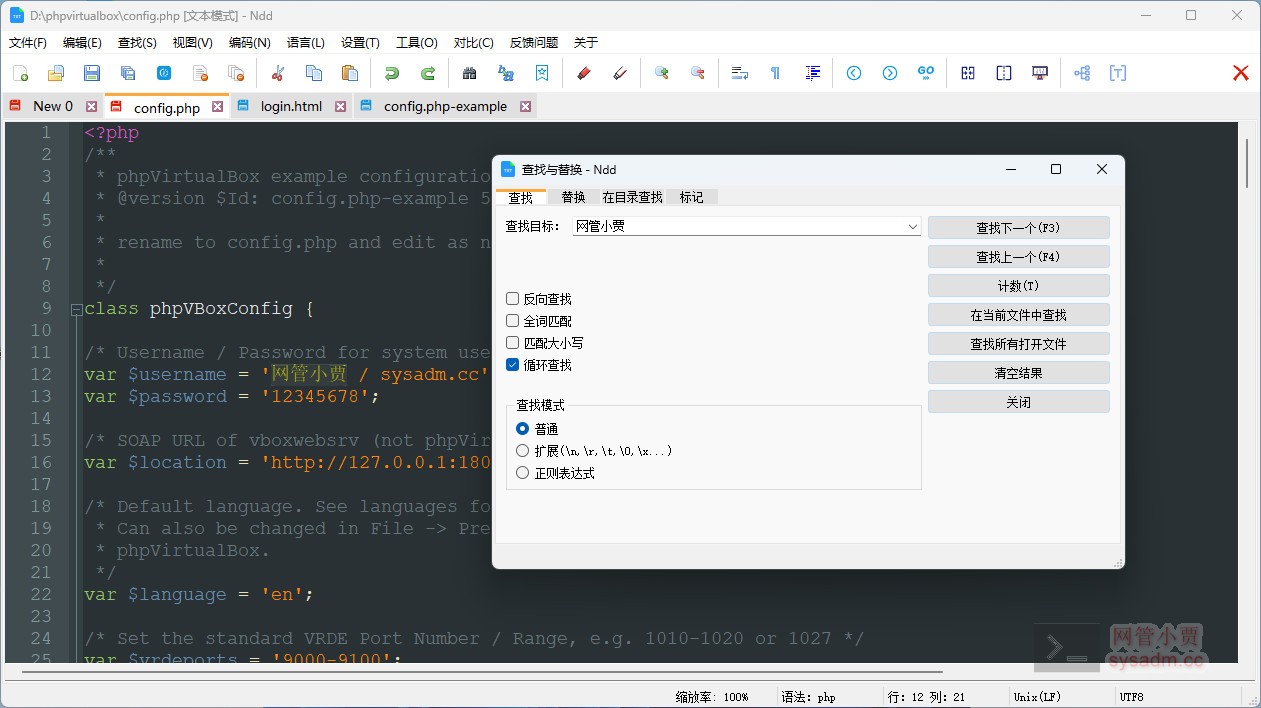 D:\phpvirtualbox\config.php [文本模式] - Ndd
文件(F) 编辑(E) 查找(S) 视图(V) 编码(N) 语言(L) 设置(T) 工具(O) 对比(C) 反馈问题 关于
New 0 config.php login.html config.php-example
1 <?php
2 /**
3 * phpVirtualBox example configuratio
4 * @version $Id: config.php-example 5
5 *
6 * rename to config.php and edit as n
7 *
8 */
9 class phpVBoxConfig {
10
11 /* Username / Password for system use
12 var $username = '网管小贾 / sysadm.cc'
13 var $password = '12345678';
14
15 /* SOAP URL of vboxwebsrv (not phpVir
16 var $location = 'http://127.0.0.1:180
17
18 /* Default language. See languages fo
19 * Can also be changed in File -> Pre
20 * phpVirtualBox.
21 */
22 var $language = 'en';
23
24 /* Set the standard VRDE Port Number / Range, e.g. 1010-1020 or 1027 */
25 var $vrdeports = '9000-9100';
查找与替换 - Ndd
查找 替换 在目录查找 标记
查找目标: 网管小贾
反向查找
全词匹配
匹配大小写
循环查找
查找模式
普通
扩展(\n,\r,\t,\0,\x...)
正则表达式
查找下一个(F3)
查找上一个(F4)
计数(T)
在当前文件中查找
查找所有打开文件
清空结果
关闭
网管小贾
sysadm.cc
缩放率: 100% 语法: php 行: 12 列: 21 Unix(LF) UTF8